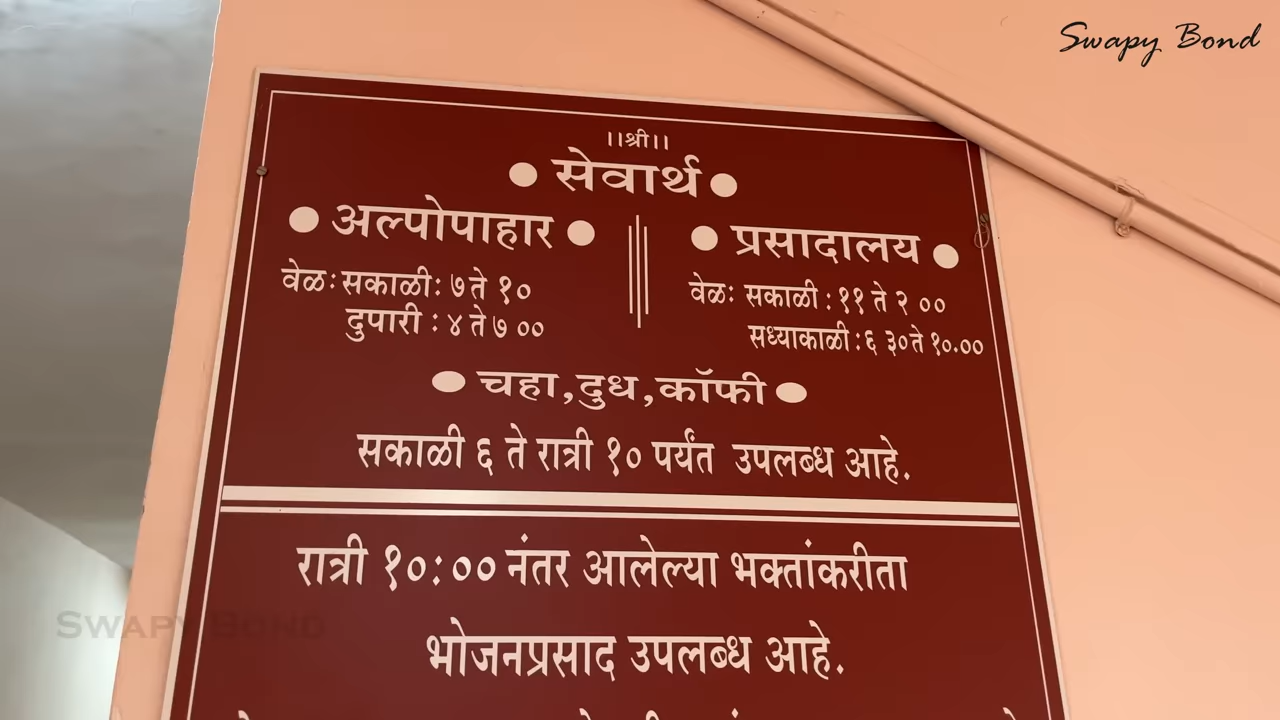 Swapy Bond
।।श्री।।
सेवार्थ
अल्पोपाहार
वेळः सकाळीः ७ ते १०
दुपारी : ४ ते ७ ००
प्रसादालय
वेळः सकाळी : ११ ते २ ००
सध्याकाळी : ६ ३० ते १०.००
चहा,दुध,कॉफी
सकाळी ६ ते रात्री १० पर्यंत उपलब्ध आहे.
रात्री १०:०० नंतर आलेल्या भक्तांकरीता
भोजनप्रसाद उपलब्ध आहे.
Swapy Bond